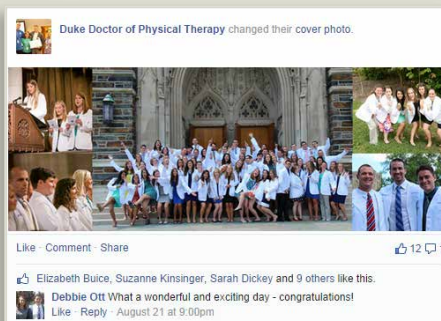 Duke Doctor of Physical Therapy changed their cover photo.
Like · Comment · Share
12
Elizabeth Buice, Suzanne Kinsinger, Sarah Dickey and 9 others like this.
Debbie Ott What a wonderful and exciting day - congratulations!
Like · Reply · August 21 at 9:00pm